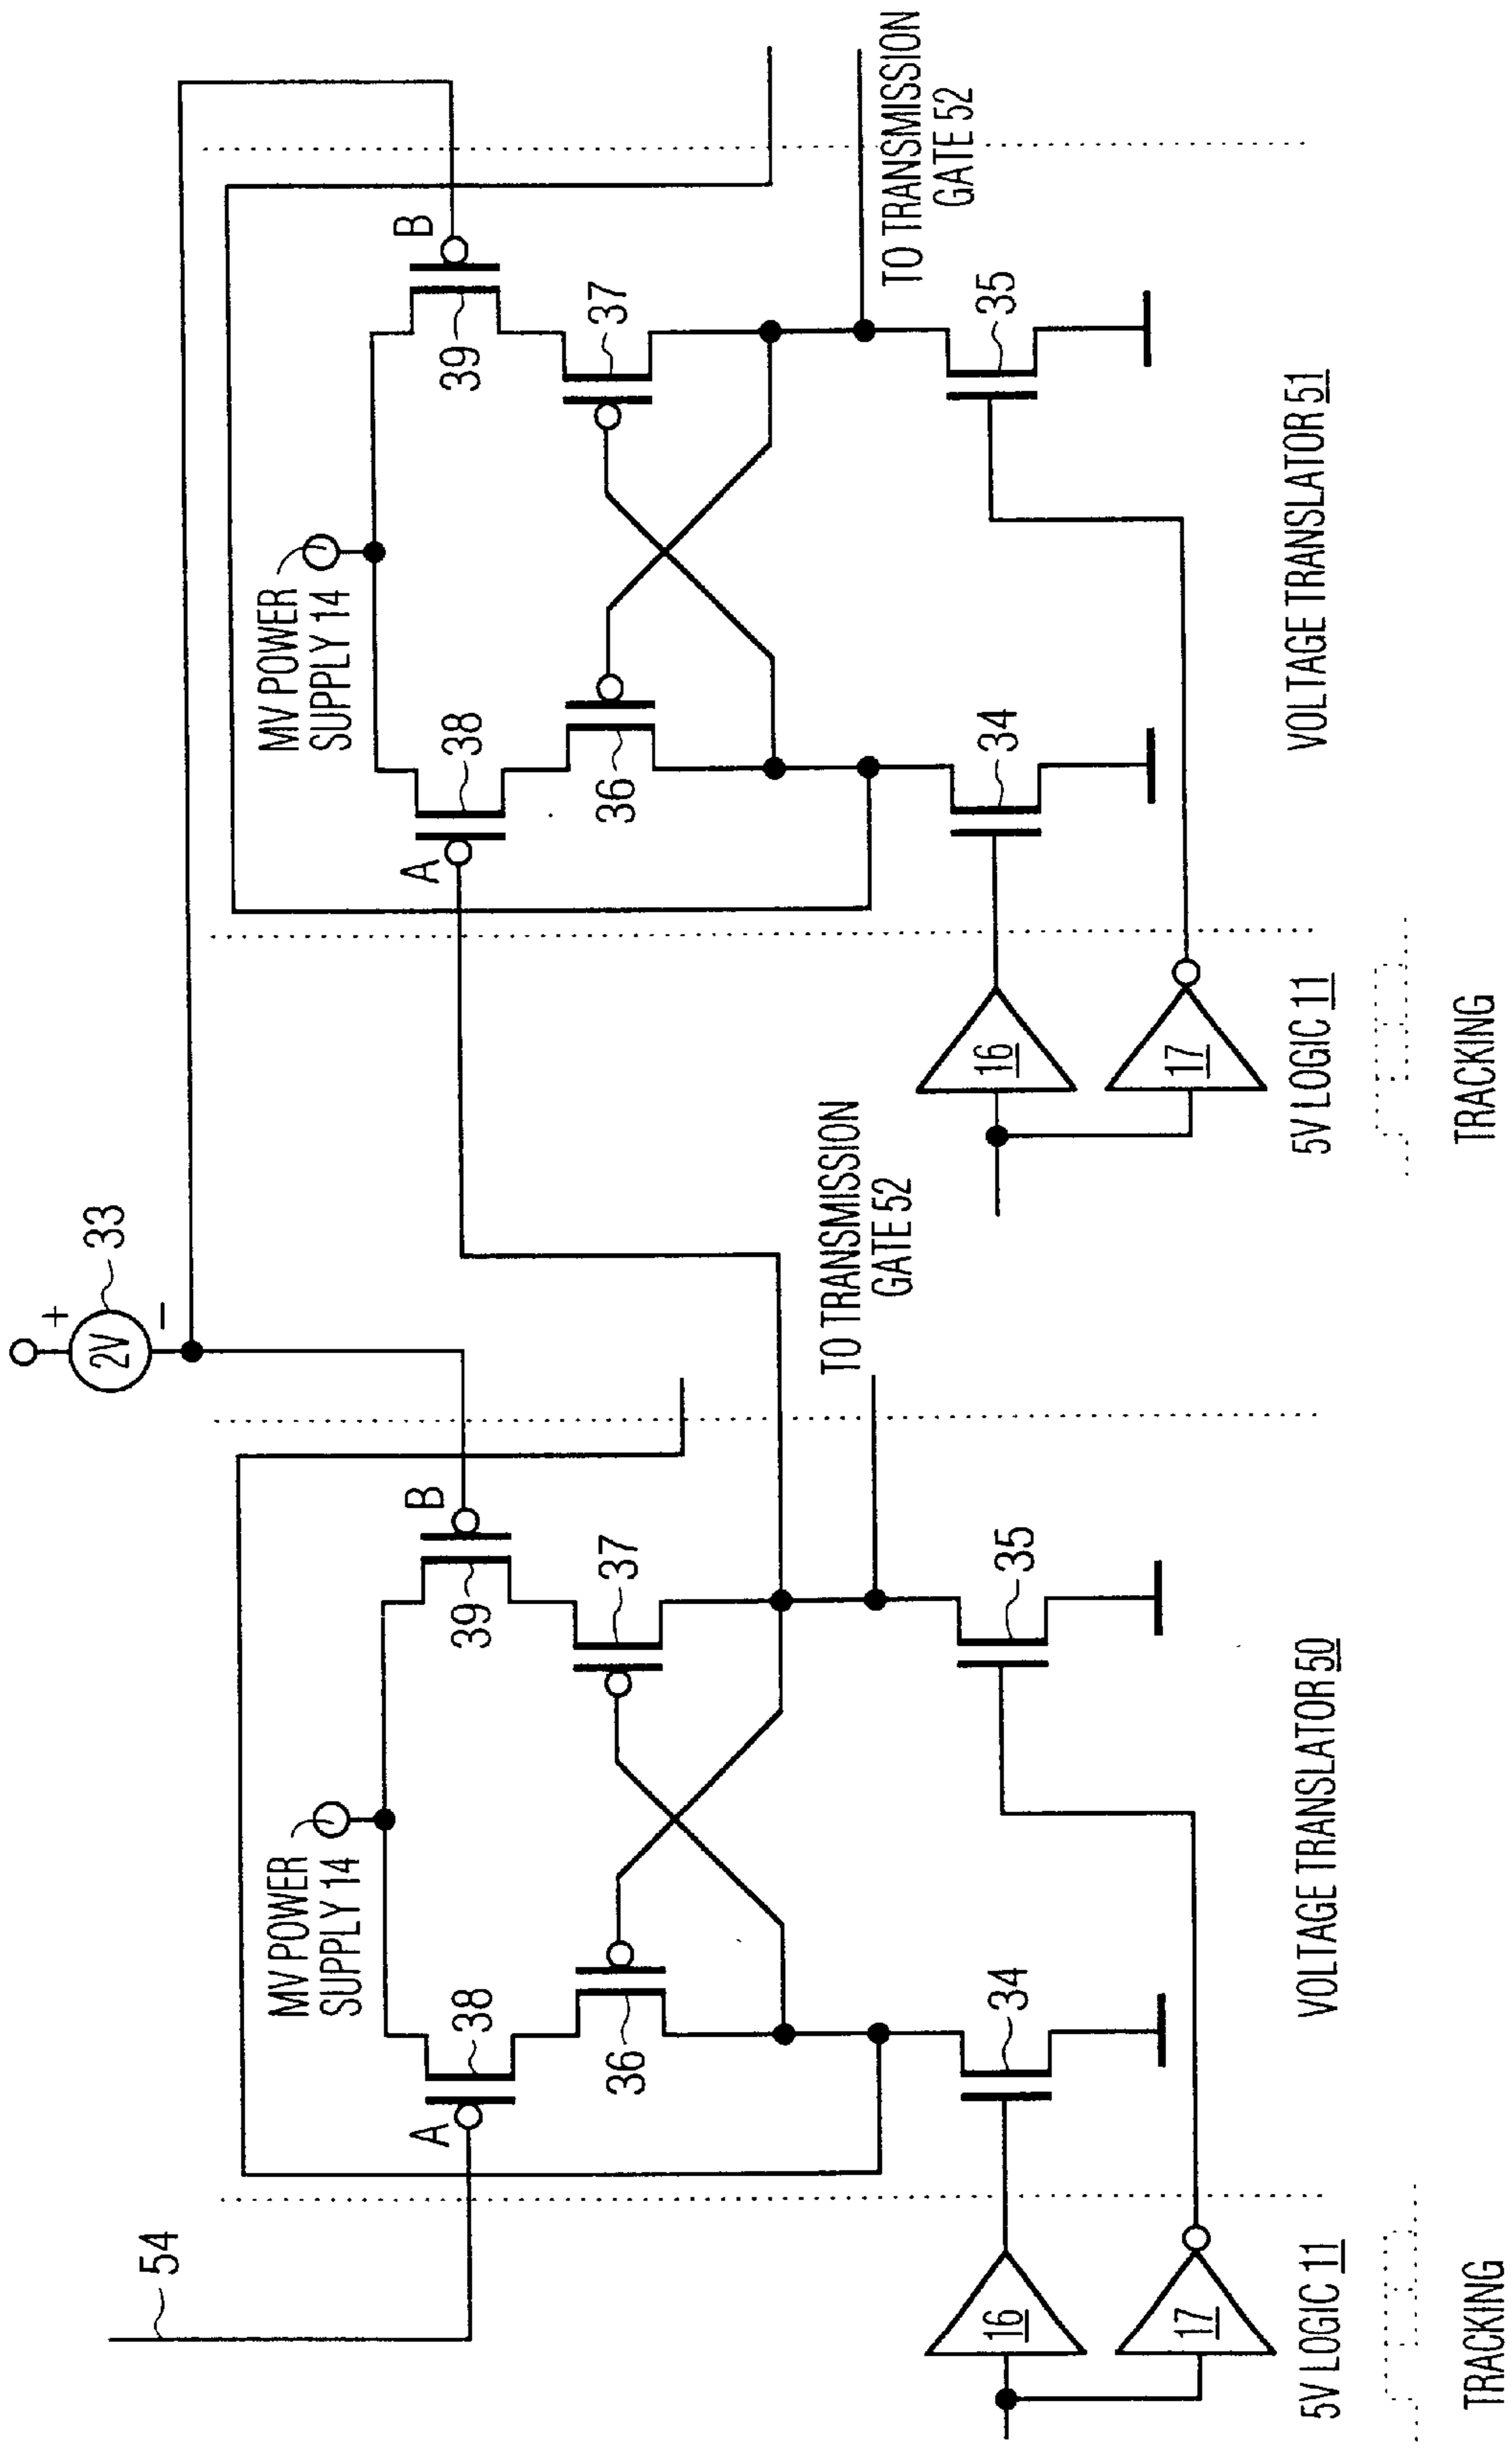 33
+
2V
−
54
MV POWER
SUPPLY 14
A
38
B
39
36
37
34
35
TO TRANSMISSION
GATE 52
16
17
5V LOGIC 11
VOLTAGE TRANSLATOR 50
TRACKING
MV POWER
SUPPLY 14
A
38
B
39
36
37
34
35
TO TRANSMISSION
GATE 52
16
17
5V LOGIC 11
VOLTAGE TRANSLATOR 51
TRACKING